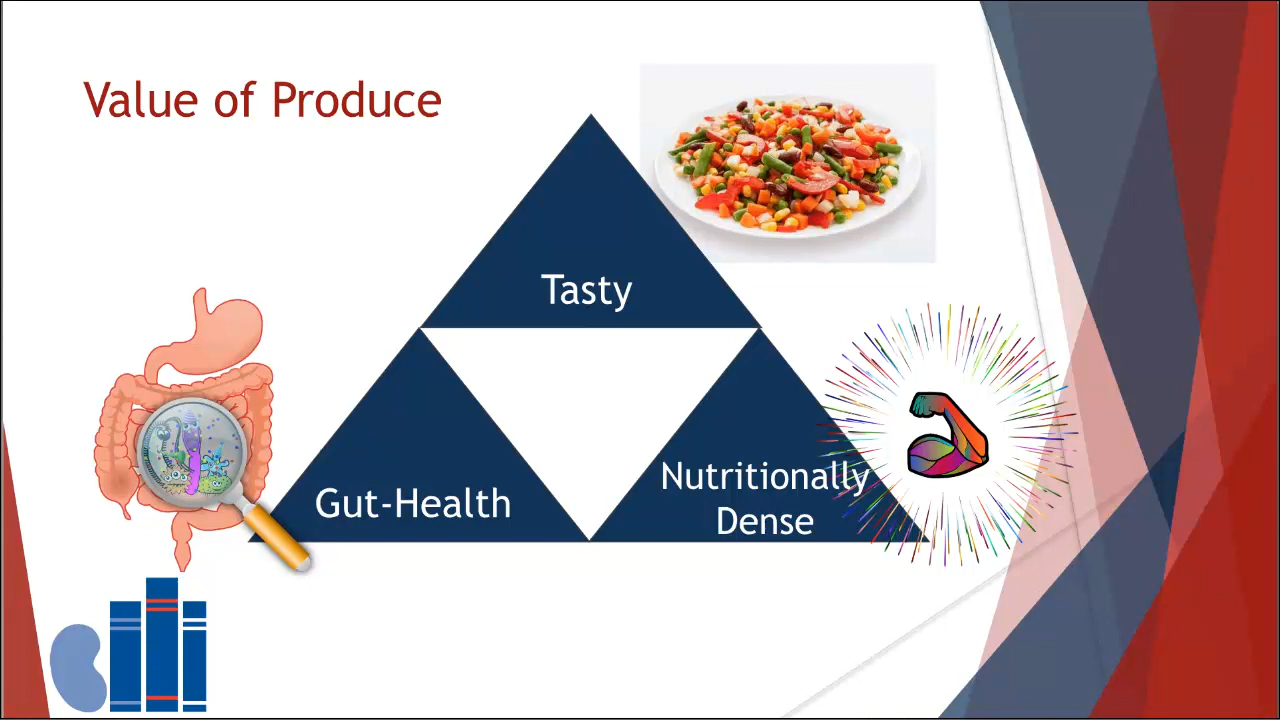 Value of Produce
Tasty
Gut-Health
Nutritionally
Dense